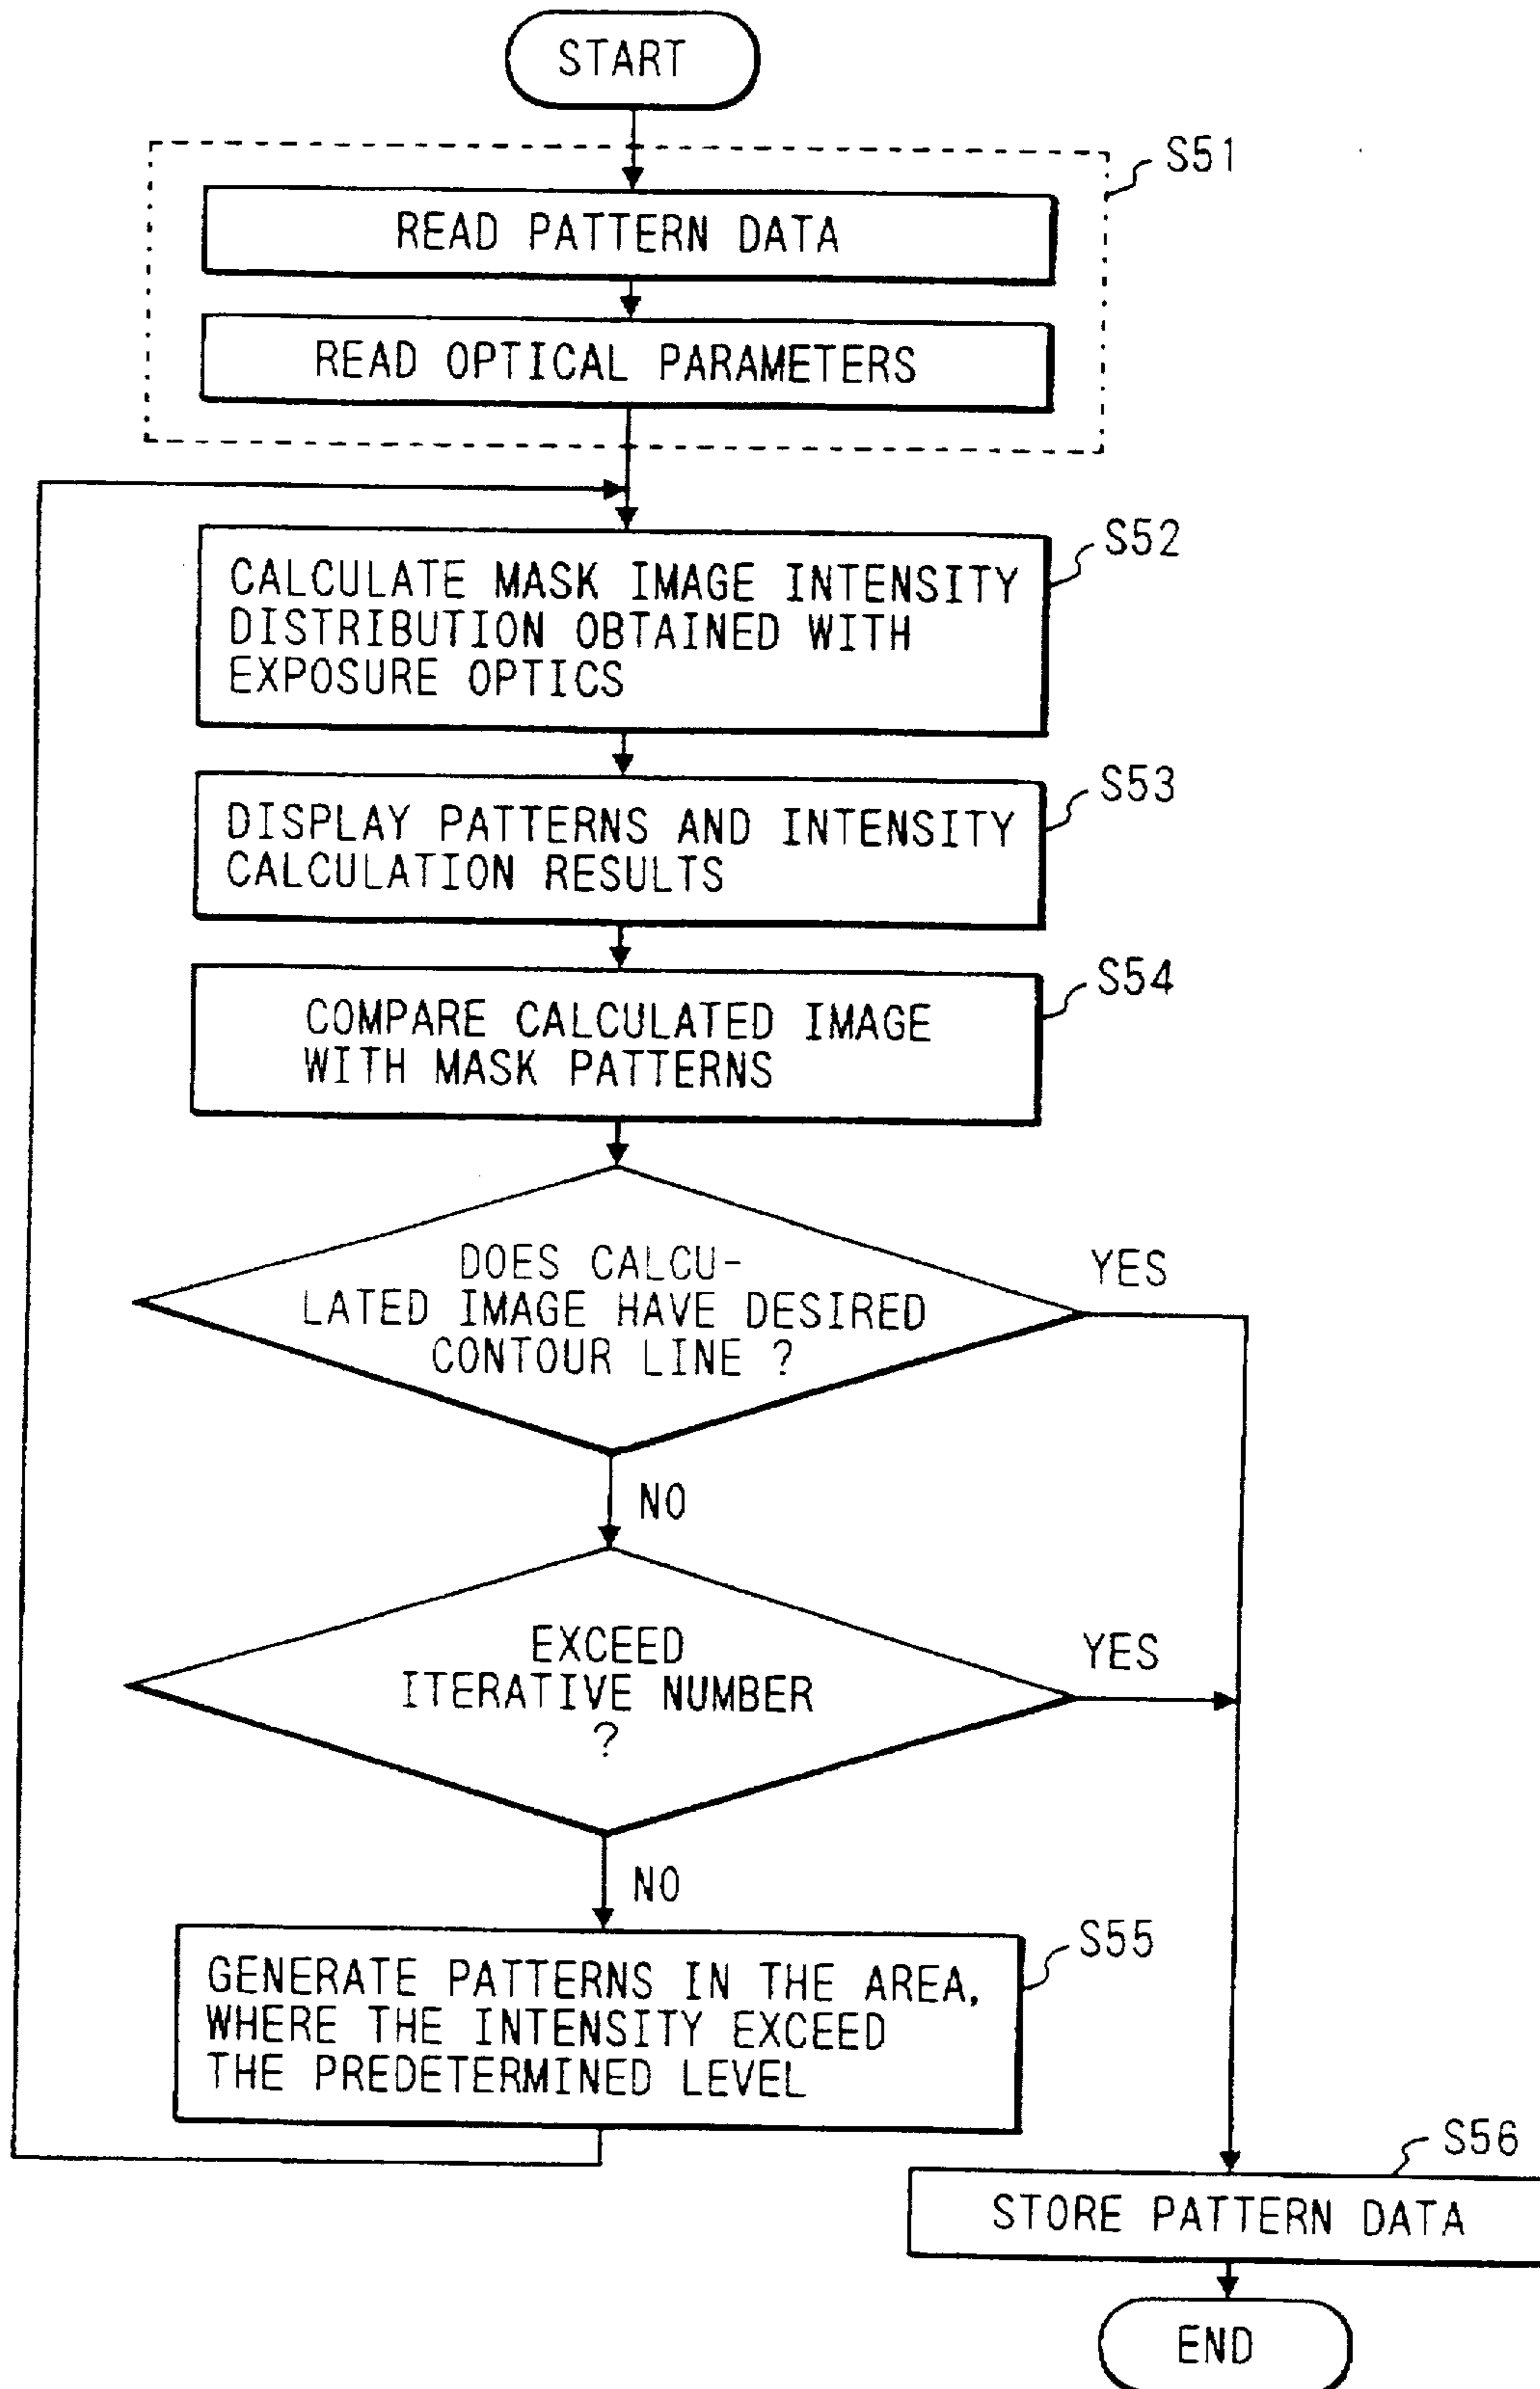 START
S51
READ PATTERN DATA
READ OPTICAL PARAMETERS
S52
CALCULATE MASK IMAGE INTENSITY
DISTRIBUTION OBTAINED WITH
EXPOSURE OPTICS
S53
DISPLAY PATTERNS AND INTENSITY
CALCULATION RESULTS
S54
COMPARE CALCULATED IMAGE
WITH MASK PATTERNS
DOES CALCU-
LATED IMAGE HAVE DESIRED
CONTOUR LINE ?
YES
NO
EXCEED
ITERATIVE NUMBER
?
YES
NO
S55
GENERATE PATTERNS IN THE AREA,
WHERE THE INTENSITY EXCEED
THE PREDETERMINED LEVEL
S56
STORE PATTERN DATA
END